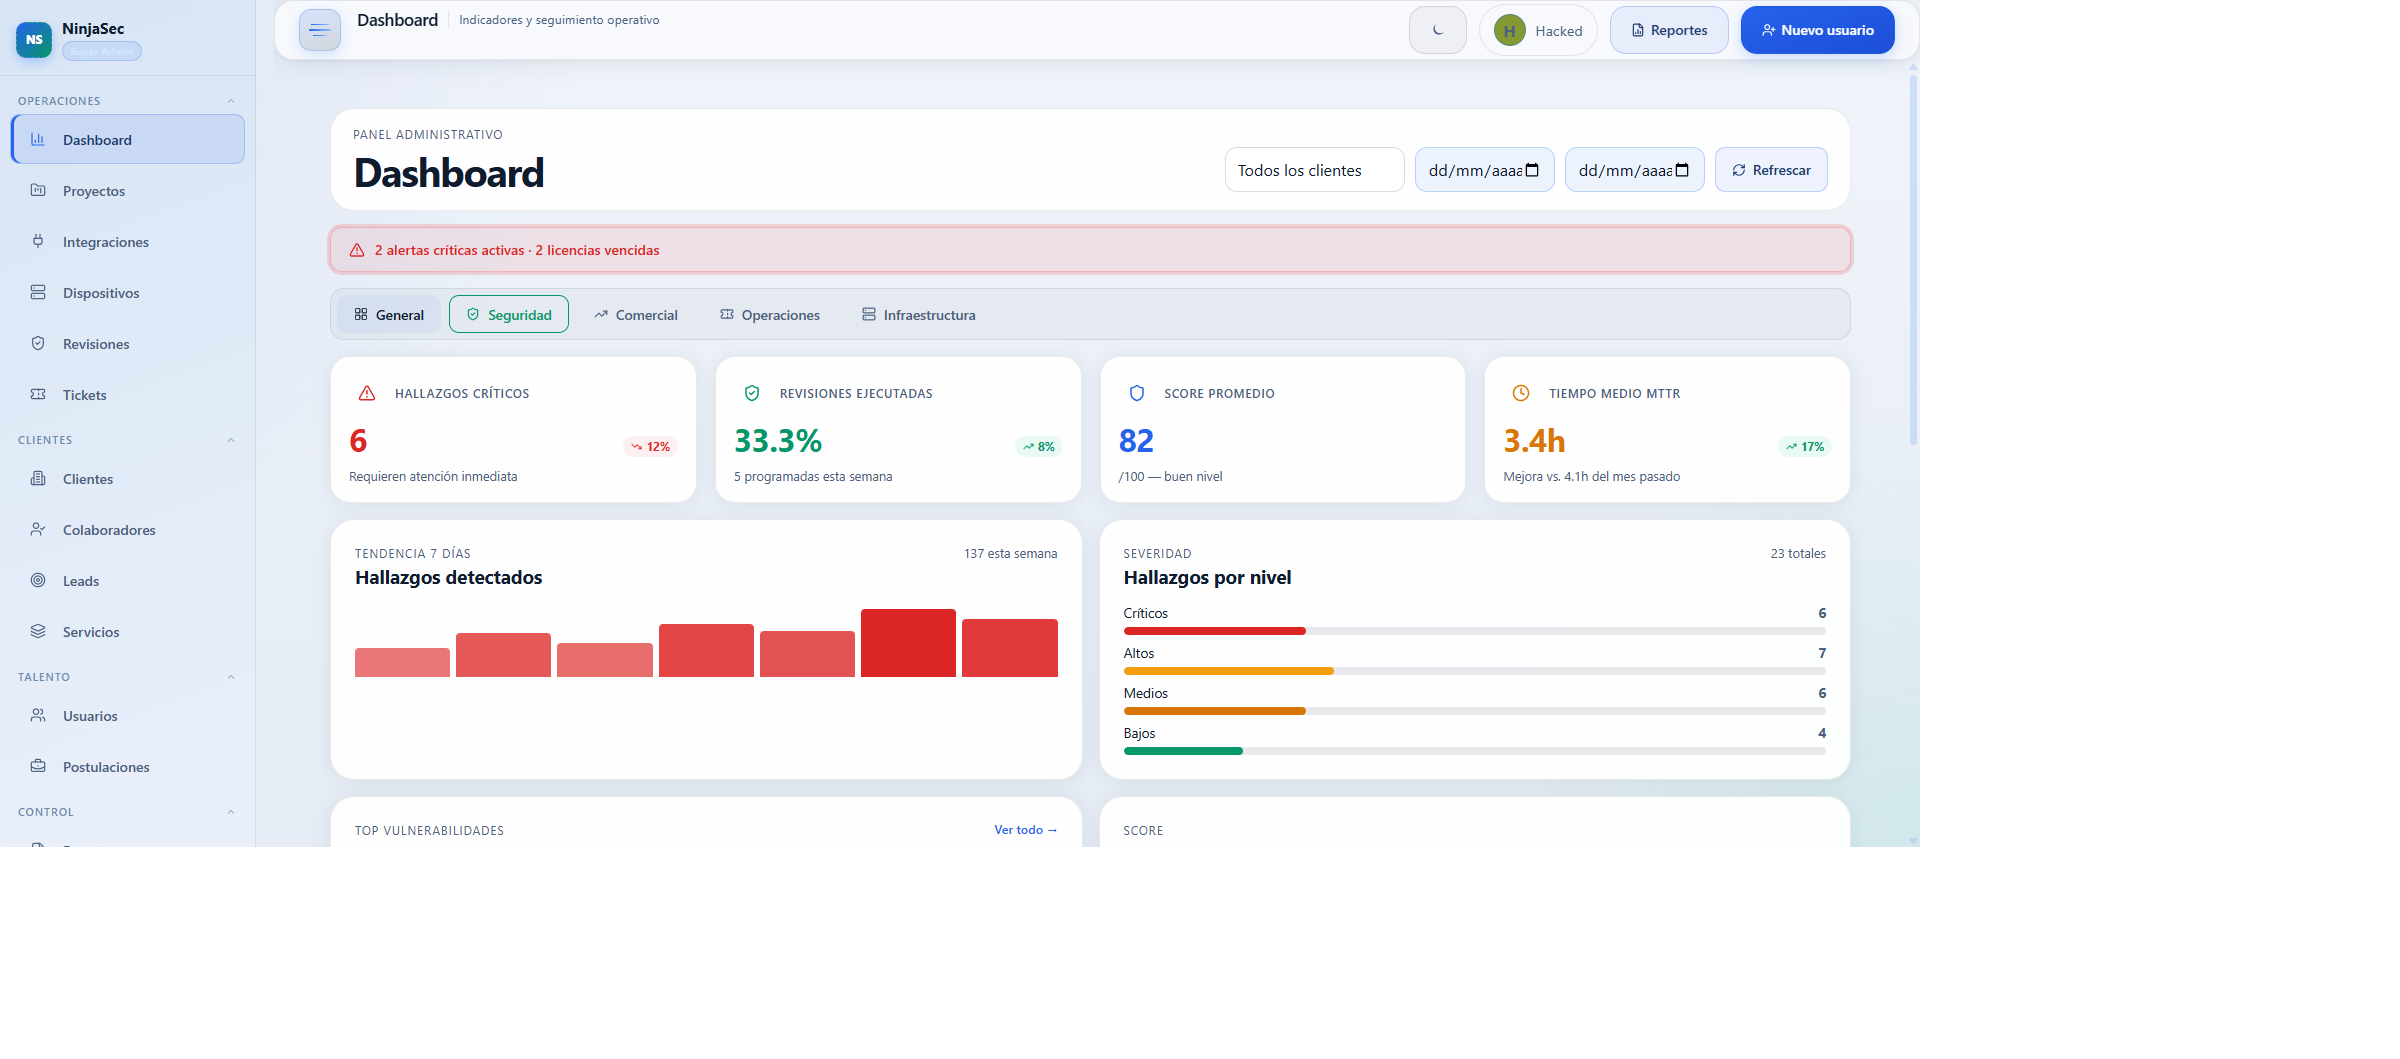 NS
NinjaSec
Super Admin
OPERACIONES
Dashboard
Proyectos
Integraciones
Dispositivos
Revisiones
Tickets
CLIENTES
Clientes
Colaboradores
Leads
Servicios
TALENTO
Usuarios
Postulaciones
CONTROL
Dashboard
Indicadores y seguimiento operativo
H
Hacked
Reportes
Nuevo usuario
PANEL ADMINISTRATIVO
Dashboard
Todos los clientes
dd/mm/aaaa
dd/mm/aaaa
Refrescar
2 alertas críticas activas · 2 licencias vencidas
General
Seguridad
Comercial
Operaciones
Infraestructura
HALLAZGOS CRÍTICOS
6
12%
Requieren atención inmediata
REVISIONES EJECUTADAS
33.3%
8%
5 programadas esta semana
SCORE PROMEDIO
82
/100 — buen nivel
TIEMPO MEDIO MTTR
3.4h
17%
Mejora vs. 4.1h del mes pasado
TENDENCIA 7 DÍAS
137 esta semana
Hallazgos detectados
SEVERIDAD
23 totales
Hallazgos por nivel
Críticos 6
Altos 7
Medios 6
Bajos 4
TOP VULNERABILIDADES
Ver todo →
SCORE